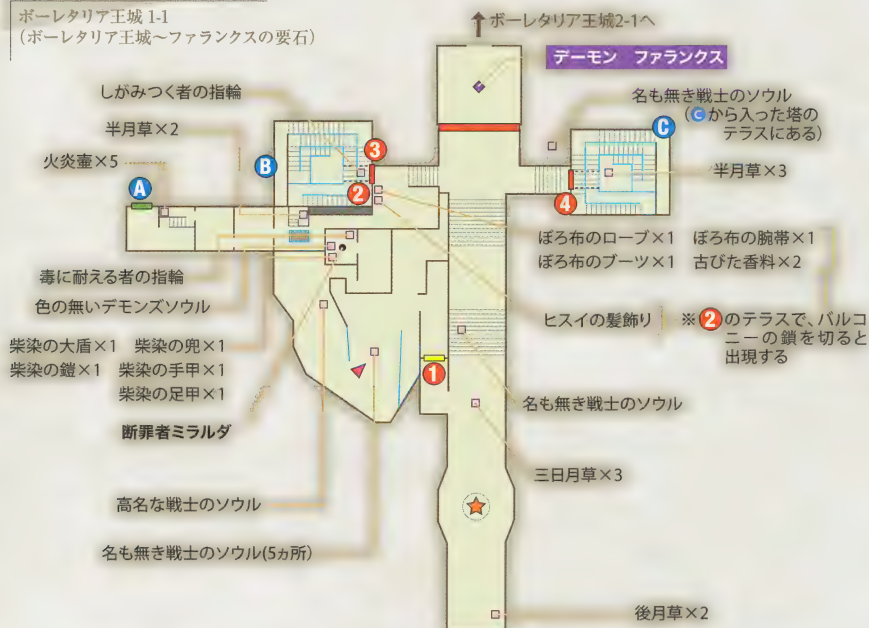 ボーレタリア王城 1-1
(ボーレタリア王城～ファランクスの要石)
ボーレタリア王城2-1へ
デーモン ファランクス
しがみつく者の指輪
半月草×2
火炎壷×5
名も無き戦士のソウル
(Cから入った塔の
テラスにある)
半月草×3
A
B
C
3
2
4
1
ぼろ布のローブ×1 ぼろ布の腕帯×1
ぼろ布のブーツ×1 古びた香料×2
毒に耐える者の指輪
色の無いデモンズソウル
ヒスイの髪飾り
※2のテラスで、バルコ
ニーの鎖を切ると
出現する
柴染の大盾×1 柴染の兜×1
柴染の鎧×1 柴染の手甲×1
柴染の足甲×1
断罪者ミラルダ
名も無き戦士のソウル
三日月草×3
高名な戦士のソウル
名も無き戦士のソウル(5ヵ所)
後月草×2